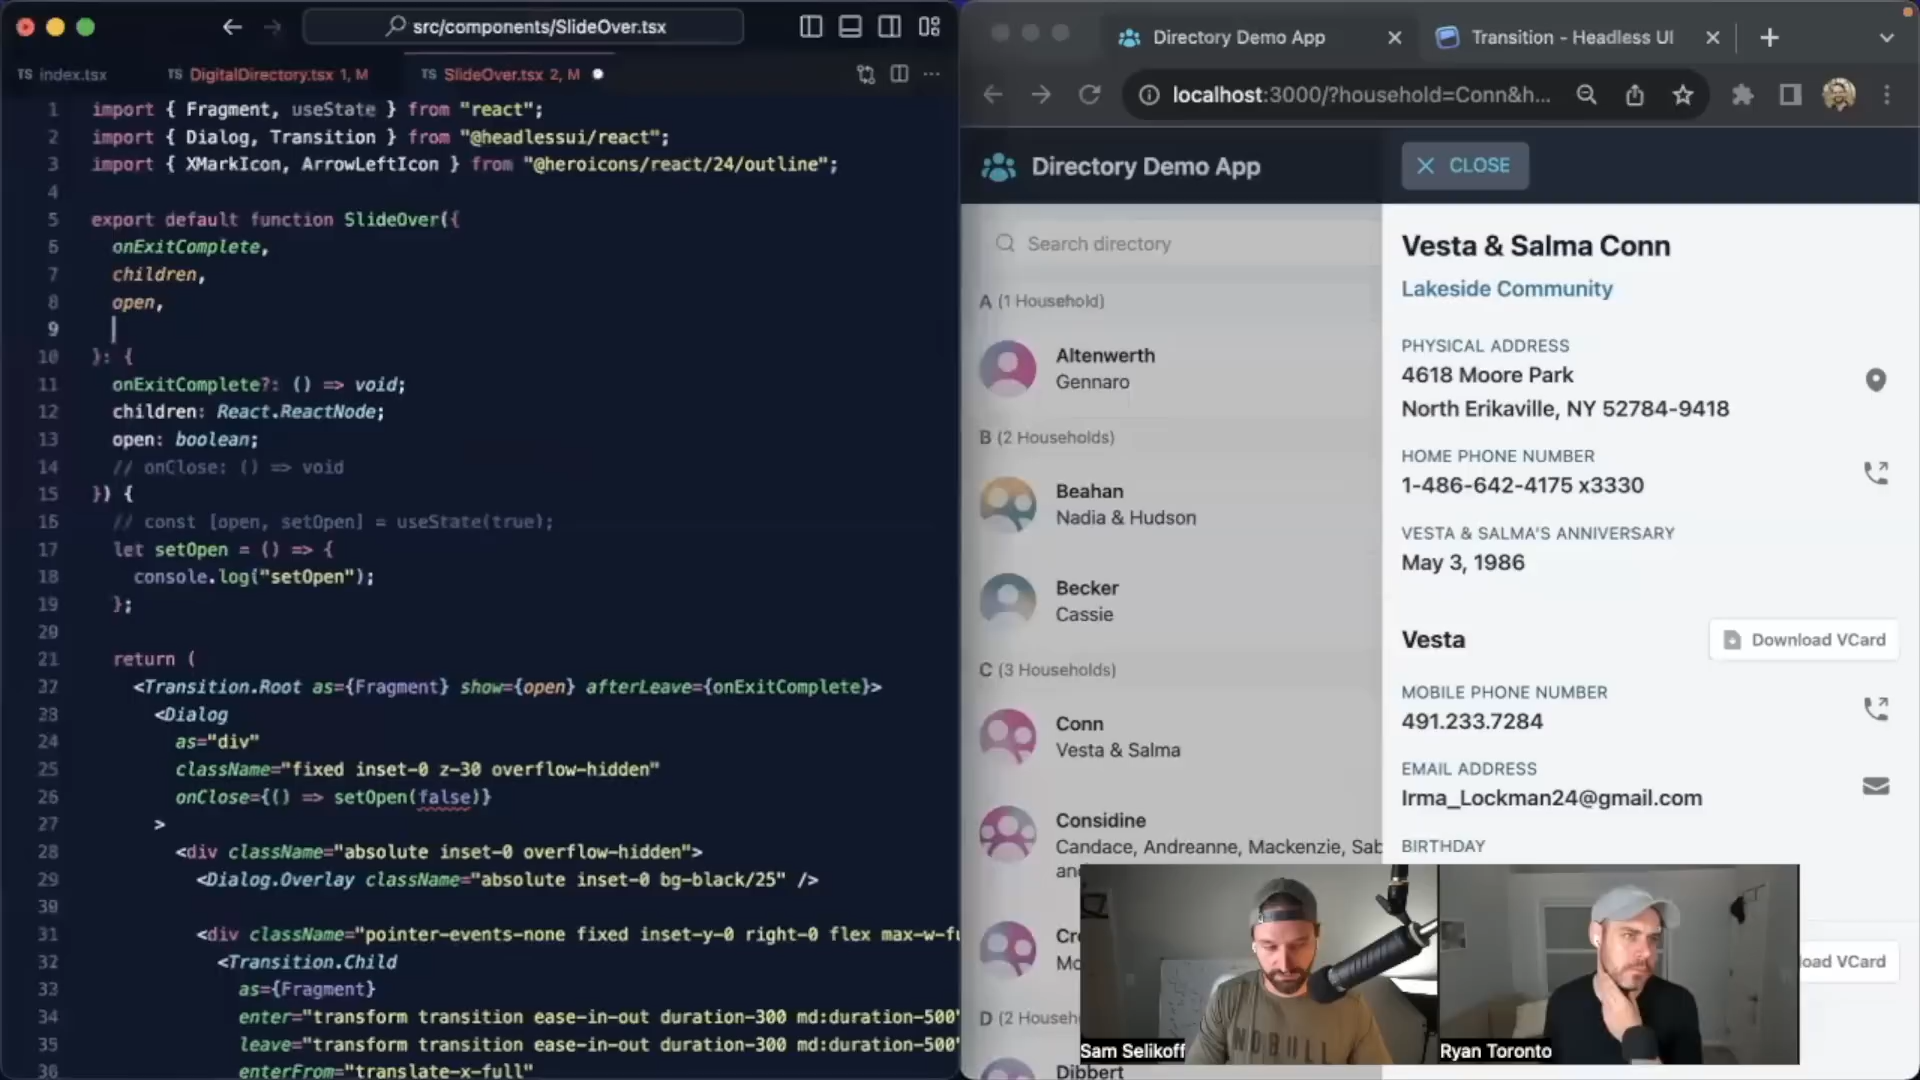 src/components/SlideOver.tsx
TS index.tsx
TS DigitalDirectory.tsx 1, M
TS SlideOver.tsx 2, M
1 import { Fragment, useState } from "react";
2 import { Dialog, Transition } from "@headlessui/react";
3 import { XMarkIcon, ArrowLeftIcon } from "@heroicons/react/24/outline";
4
5 export default function SlideOver({
6 onExitComplete,
7 children,
8 open,
9
10 }: {
11 onExitComplete?: () => void;
12 children: React.ReactNode;
13 open: boolean;
14 // onClose: () => void
15 }) {
16 // const [open, setOpen] = useState(true);
17 let setOpen = () => {
18 console.log("setOpen");
19 };
20
21 return (
<Transition.Root as={Fragment} show={open} afterLeave={onExitComplete}>
23 <Dialog
24 as="div"
25 className="fixed inset-0 z-30 overflow-hidden"
26 onClose={() => setOpen(false)}
27 >
28 <div className="absolute inset-0 overflow-hidden">
29 <Dialog.Overlay className="absolute inset-0 bg-black/25" />
30
31 <div className="pointer-events-none fixed inset-y-0 right-0 flex
32 <Transition.Child
33 as={Fragment}
34 enter="transform transition ease-in-out duration-300 md:duration-500"
35 leave="transform transition ease-in-out duration-300 md:duration-500"
36 enterFrom="translate-x-full"
Directory Demo App
Transition - Headless UI
localhost:3000/?household=Conn&h...
Directory Demo App
CLOSE
Search directory
A (1 Household)
Altenwerth
Gennaro
B (2 Households)
Beahan
Nadia & Hudson
Becker
Cassie
C (3 Households)
Conn
Vesta & Salma
Considine
Candace, Andreanne, Mackenzie, Sab
D (2 Househ
Dibbert
Vesta & Salma Conn
Lakeside Community
PHYSICAL ADDRESS
4618 Moore Park
North Erikaville, NY 52784-9418
HOME PHONE NUMBER
1-486-642-4175 x3330
VESTA & SALMA'S ANNIVERSARY
May 3, 1986
Vesta
Download VCard
MOBILE PHONE NUMBER
491.233.7284
EMAIL ADDRESS
Irma_Lockman24@gmail.com
BIRTHDAY
load VCard
NOBULL
Sam Selikoff
Ryan Toronto